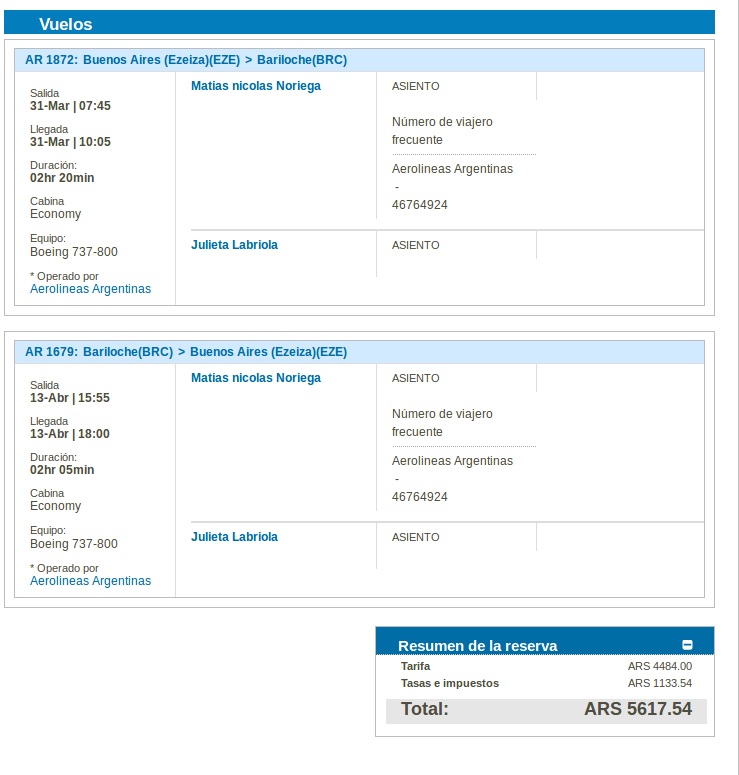 Vuelos
AR 1872: Buenos Aires (Ezeiza)(EZE) > Bariloche(BRC)
Salida
31-Mar | 07:45
Llegada
31-Mar | 10:05
Duración:
02hr 20min
Cabina
Economy
Equipo:
Boeing 737-800
* Operado por
Aerolineas Argentinas
Matias nicolas Noriega
ASIENTO
Número de viajero
frecuente
Aerolineas Argentinas
-
46764924
Julieta Labriola
ASIENTO
AR 1679: Bariloche(BRC) > Buenos Aires (Ezeiza)(EZE)
Salida
13-Abr | 15:55
Llegada
13-Abr | 18:00
Duración:
02hr 05min
Cabina
Economy
Equipo:
Boeing 737-800
* Operado por
Aerolineas Argentinas
Matias nicolas Noriega
ASIENTO
Número de viajero
frecuente
Aerolineas Argentinas
-
46764924
Julieta Labriola
ASIENTO
Resumen de la reserva
Tarifa ARS 4484.00
Tasas e impuestos ARS 1133.54
Total: ARS 5617.54